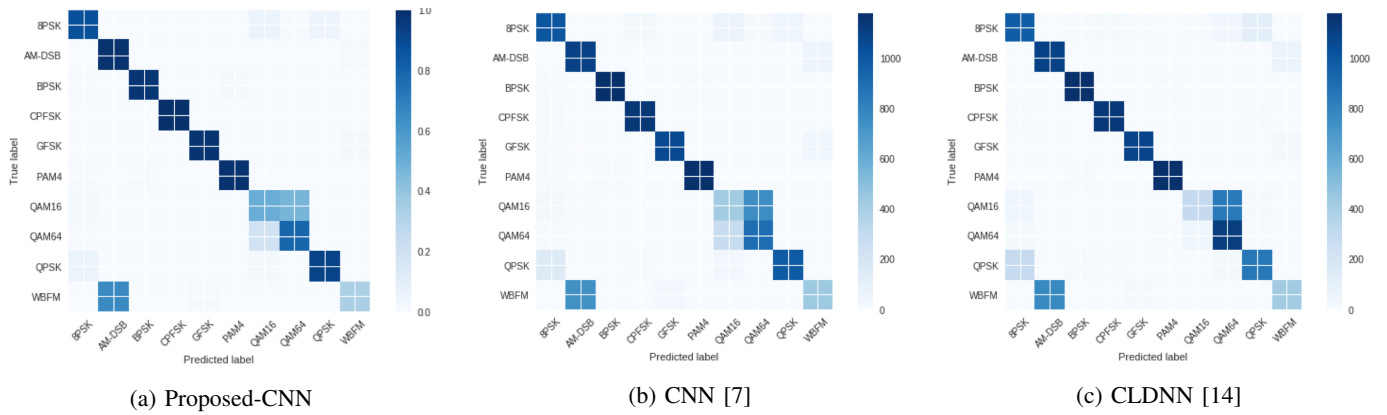 8PSK
AM-DSB
BPSK
CPFSK
GFSK
PAM4
QAM16
QAM64
QPSK
WBFM
True label
8PSK
AM-DSB
BPSK
CPFSK
GFSK
PAM4
QAM16
QAM64
QPSK
WBFM
Predicted label
1.0
0.8
0.6
0.4
0.2
0.0
(a) Proposed-CNN
8PSK
AM-DSB
BPSK
CPFSK
GFSK
PAM4
QAM16
QAM64
QPSK
WBFM
True label
8PSK
AM-DSB
BPSK
CPFSK
GFSK
PAM4
QAM16
QAM64
QPSK
WBFM
Predicted label
1000
800
600
400
200
0
(b) CNN [7]
8PSK
AM-DSB
BPSK
CPFSK
GFSK
PAM4
QAM16
QAM64
QPSK
WBFM
True label
8PSK
AM-DSB
BPSK
CPFSK
GFSK
PAM4
QAM16
QAM64
QPSK
WBFM
Predicted label
1000
800
600
400
200
0
(c) CLDNN [14]